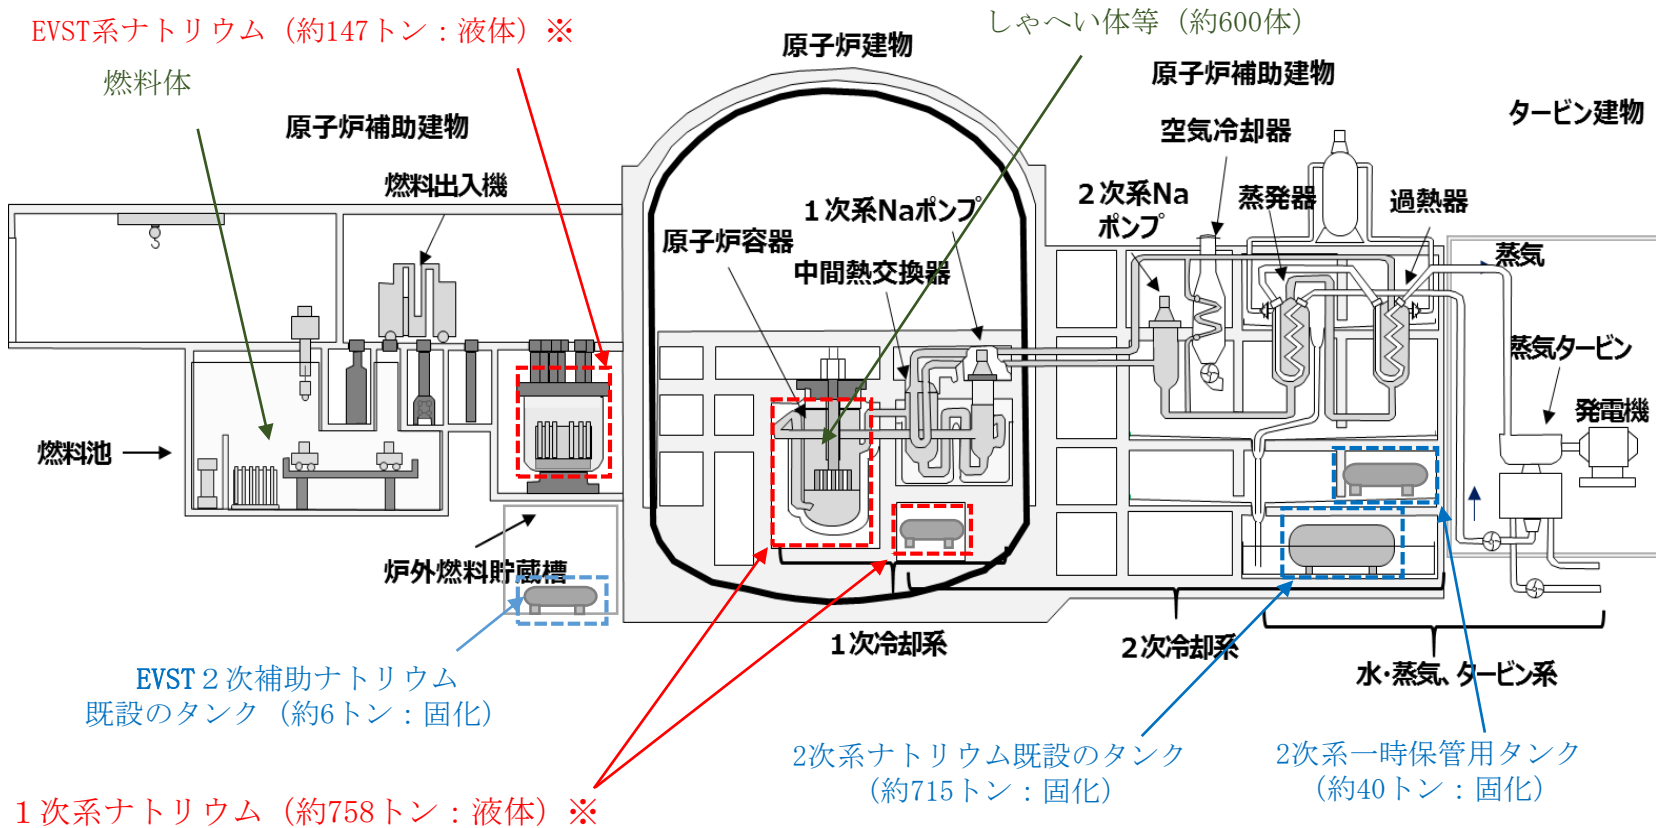 EVST系ナトリウム（約147トン：液体）※
燃料体
原子炉補助建物
燃料出入機
原子炉建物
しゃへい体等（約600体）
原子炉補助建物
空気冷却器
タービン建物
１次系Naポンプ
原子炉容器
中間熱交換器
２次系Na
ポンプ
蒸発器
過熱器
蒸気
蒸気タービン
発電機
燃料池
炉外燃料貯蔵槽
１次冷却系
２次冷却系
水・蒸気、タービン系
EVST２次補助ナトリウム
既設のタンク（約6トン：固化）
2次系ナトリウム既設のタンク
（約715トン：固化）
2次系一時保管用タンク
（約40トン：固化）
１次系ナトリウム（約758トン：液体）※